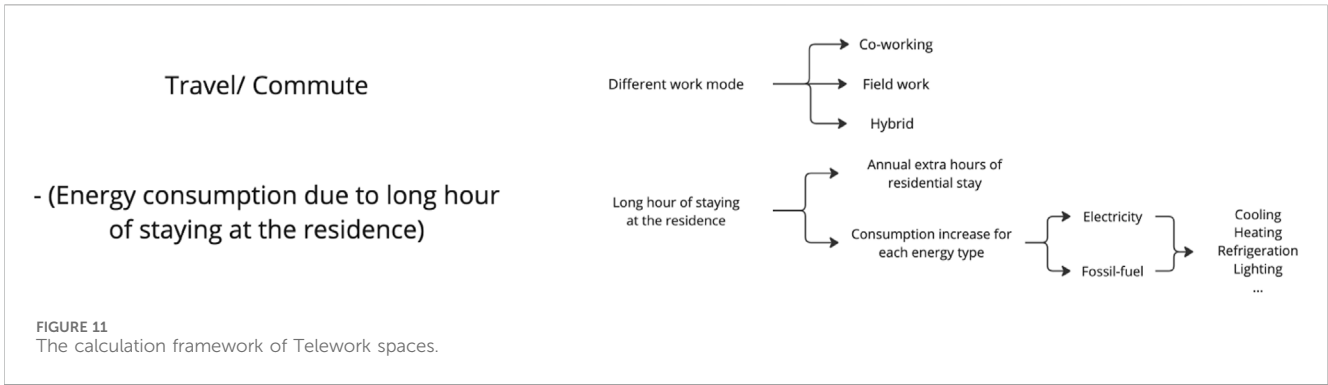 Travel/ Commute
Different work mode
Co-working
Field work
Hybrid
- (Energy consumption due to long hour
of staying at the residence)
Long hour of staying
at the residence
Annual extra hours of
residential stay
Consumption increase for
each energy type
Electricity
Fossil-fuel
Cooling
Heating
Refrigeration
Lighting
...
FIGURE 11
The calculation framework of Telework spaces.